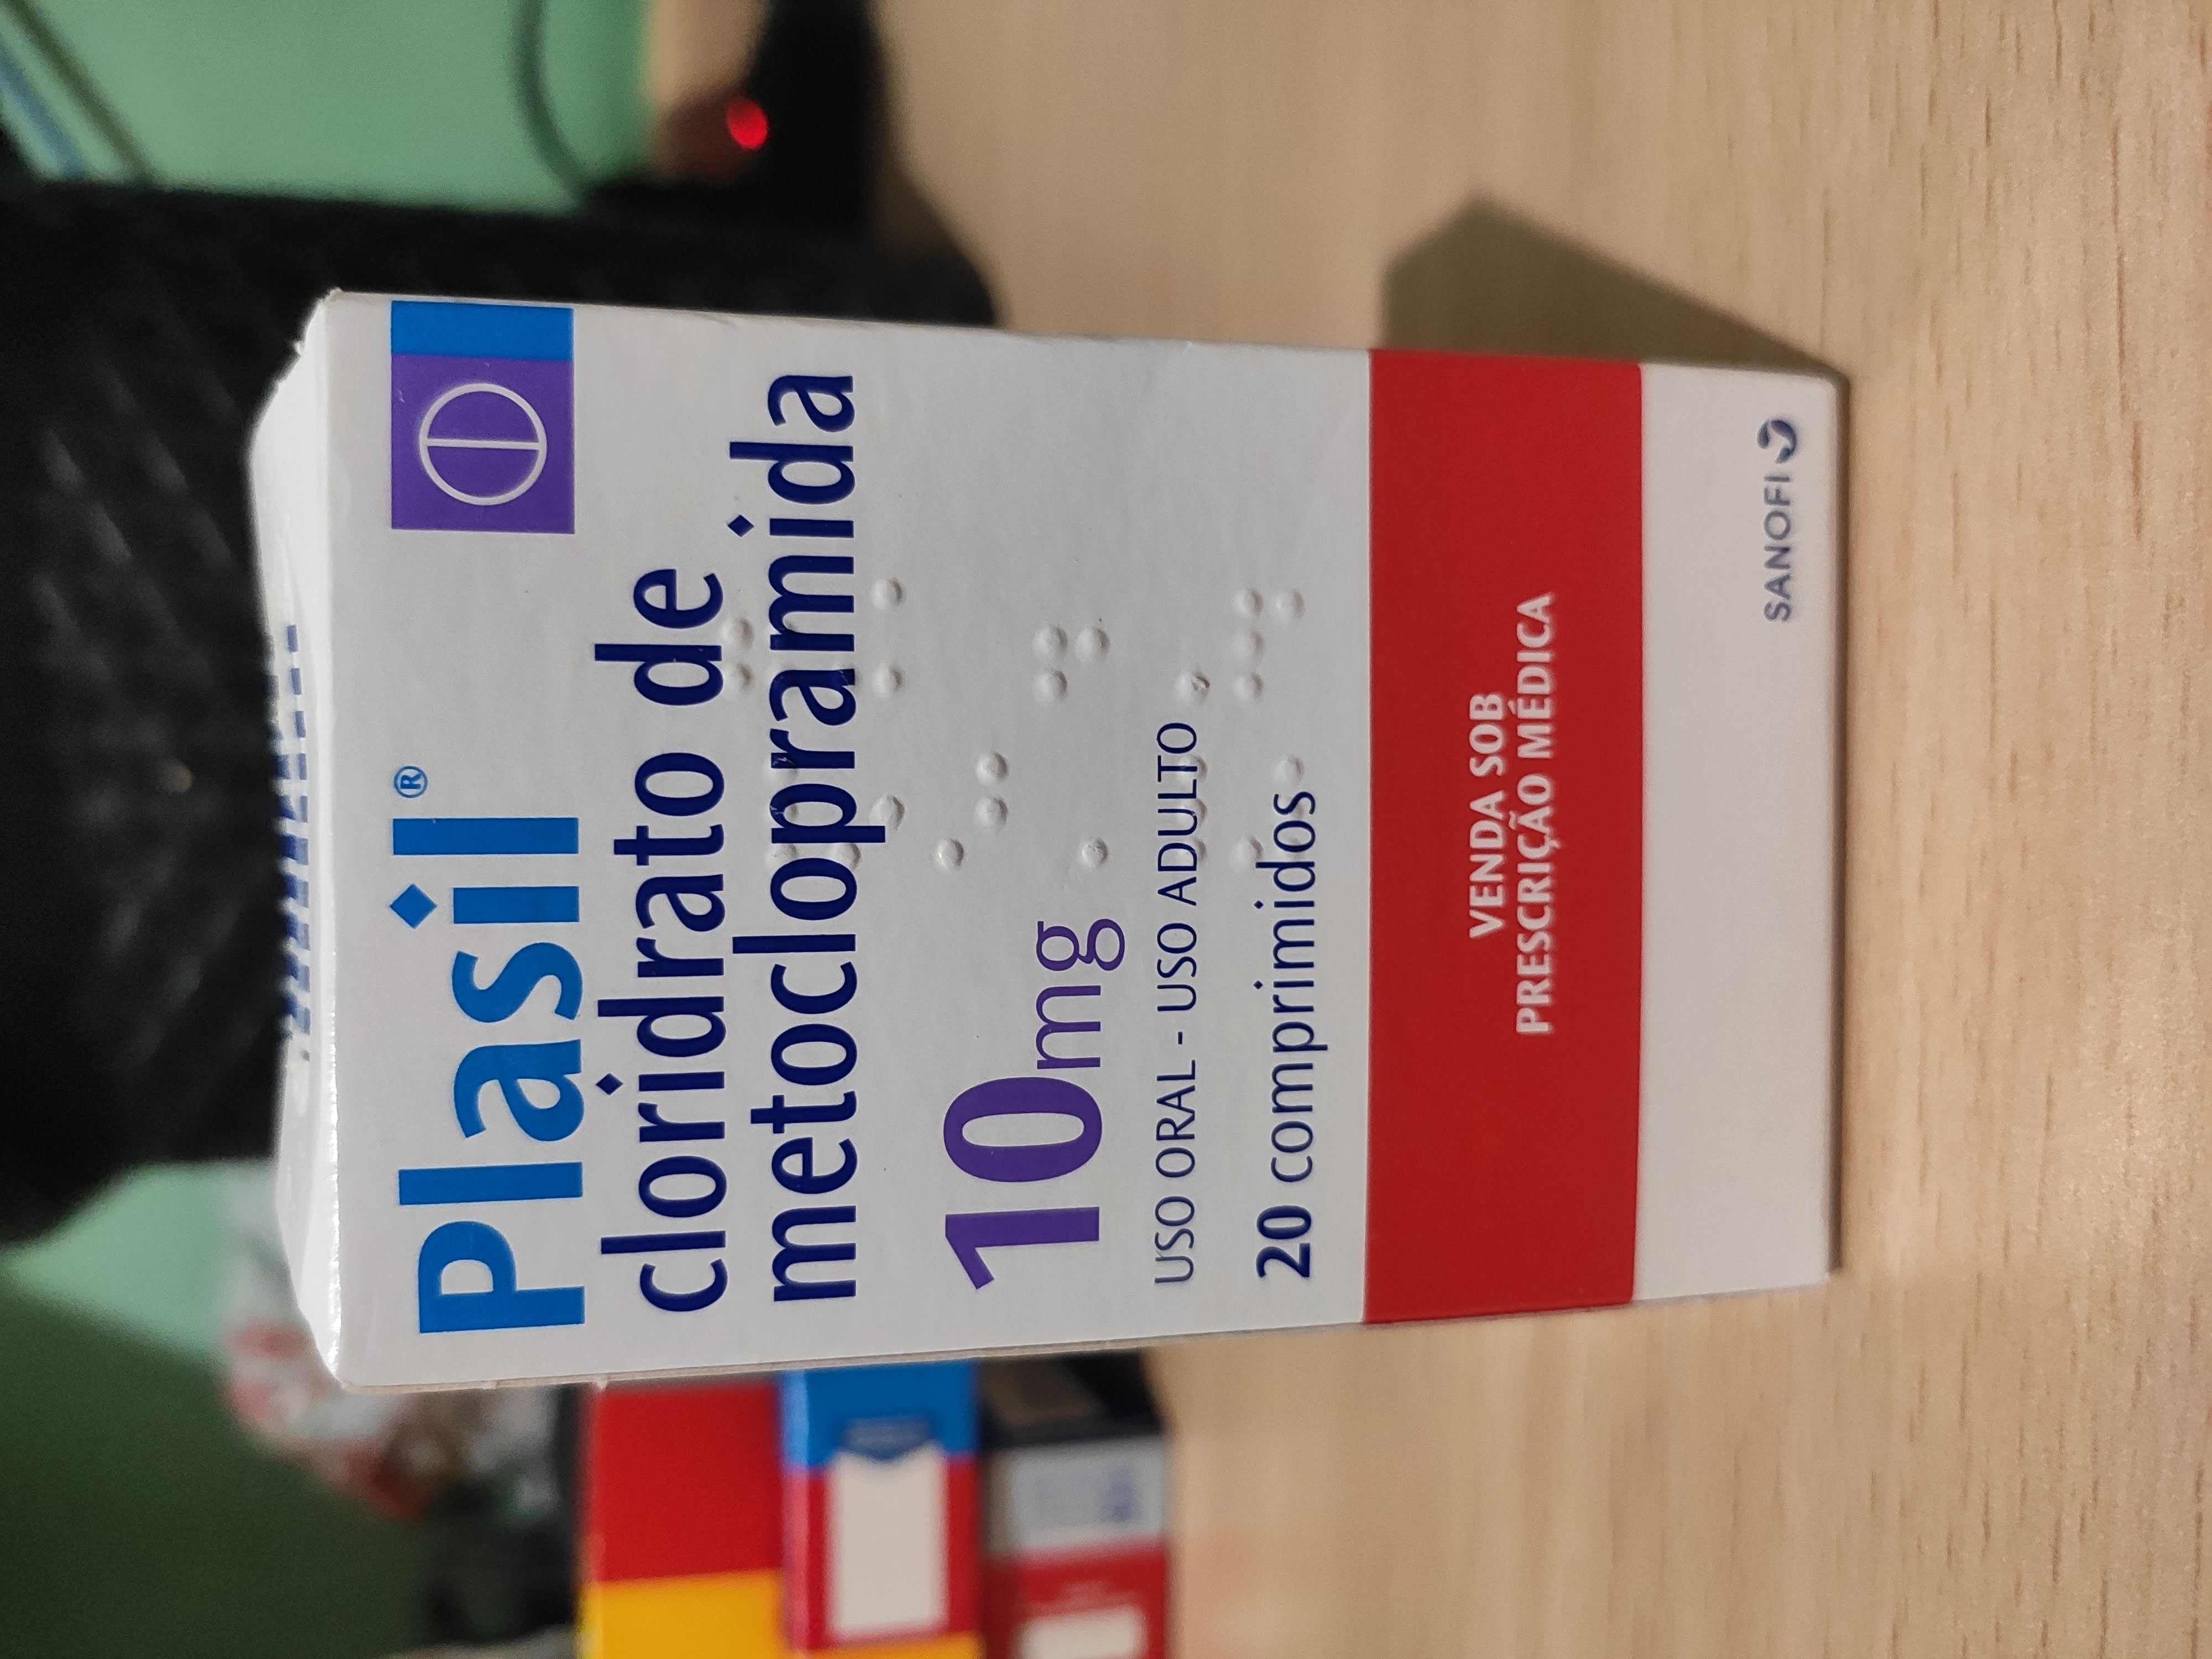 Plasil®
cloridrato de
metoclopramida
10mg
USO ORAL - USO ADULTO
20 comprimidos
VENDA SOB
PRESCRIÇÃO MÉDICA
SANOFI